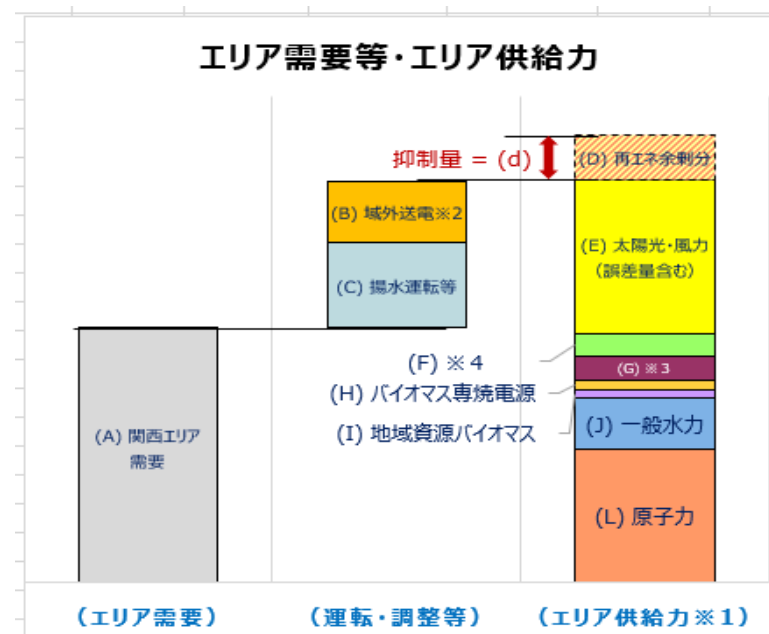 エリア需要等・エリア供給力
抑制量 = (d)
(D) 再エネ余剰分
(B) 域外送電※2
(E) 太陽光・風力
(誤差量含む)
(C) 揚水運転等
(F) ※4
(G) ※3
(H) バイオマス専焼電源
(I) 地域資源バイオマス
(J) 一般水力
(A) 関西エリア
需要
(L) 原子力
(エリア需要)
(運転・調整等)
(エリア供給力※1)